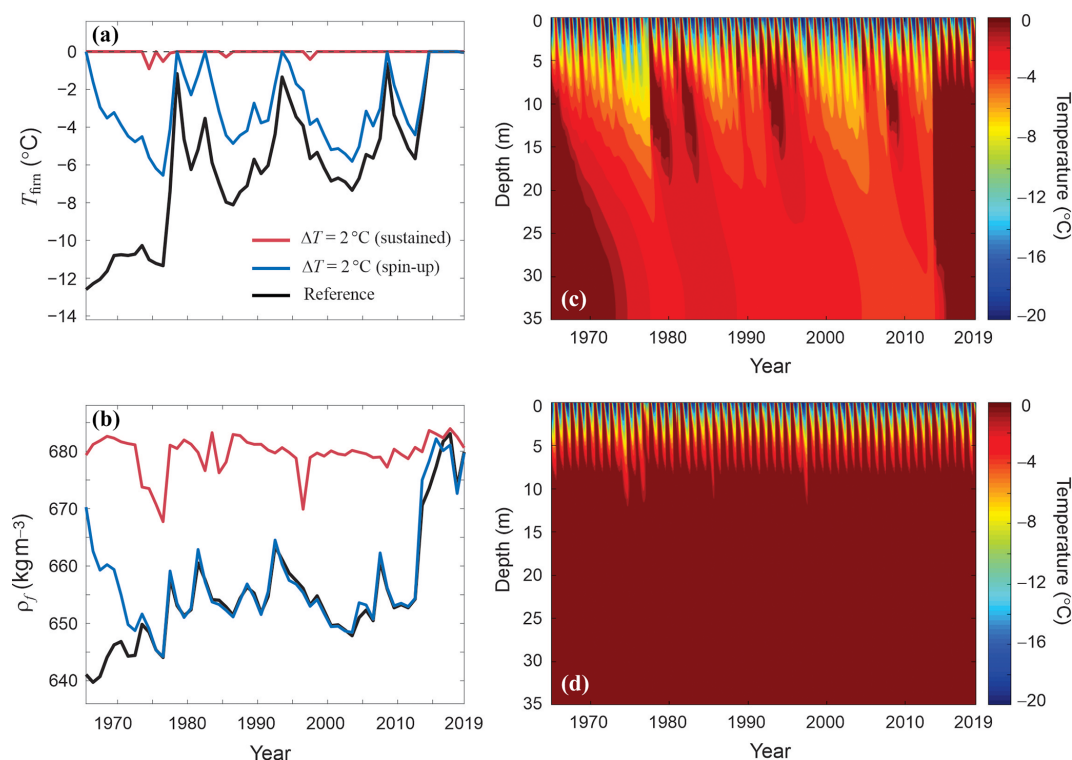 (a)
0
−2
−4
−6
−8
−10
−12
−14
T_firn (°C)
ΔT = 2 °C (sustained)
ΔT = 2 °C (spin-up)
Reference
(c)
0
5
10
15
20
25
30
35
Depth (m)
1970 1980 1990 2000 2010 2019
Year
0
−4
−8
−12
−16
−20
Temperature (°C)
(b)
680
670
660
650
640
ρf (kgm−3)
1970 1980 1990 2000 2010 2019
Year
(d)
0
5
10
15
20
25
30
35
Depth (m)
1970 1980 1990 2000 2010 2019
Year
0
−4
−8
−12
−16
−20
Temperature (°C)